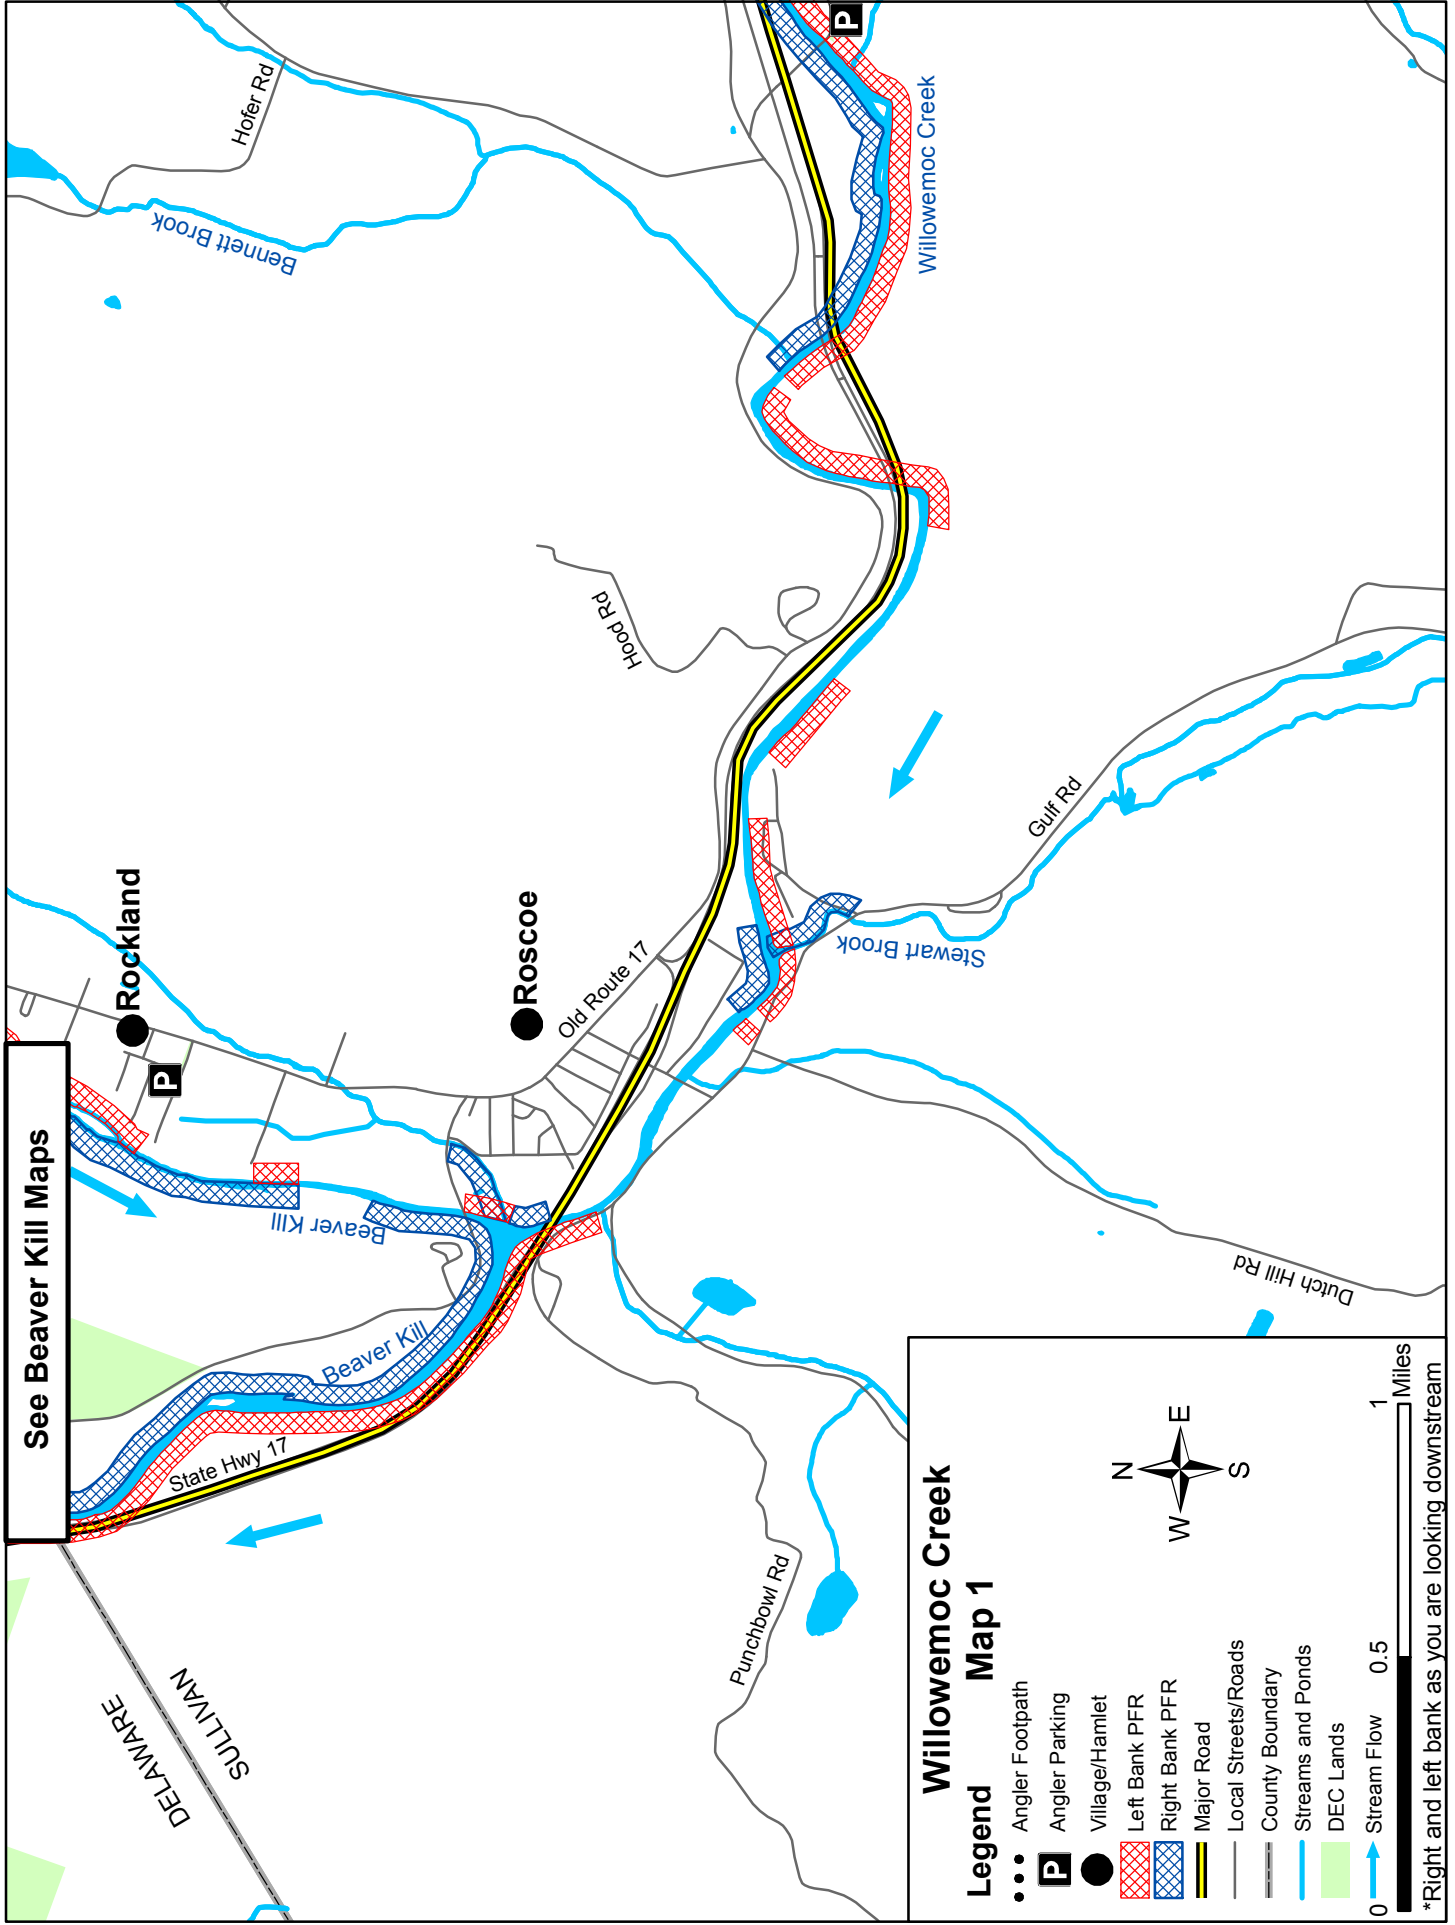 See Beaver Kill Maps
Rockland
P
Roscoe
Old Route 17
Hofer Rd
Bennett Brook
P
Willowemoc Creek
Hood Rd
Gulf Rd
Stewart Brook
Beaver KIll
Beaver Kill
State Hwy 17
DELAWARE
SULLIVAN
Punchbowl Rd
Dutch Hill Rd
Willowemoc Creek
Map 1
Legend
Angler Footpath
P Angler Parking
Village/Hamlet
Left Bank PFR
Right Bank PFR
Major Road
Local Streets/Roads
County Boundary
Streams and Ponds
DEC Lands
Stream Flow
N
W E
S
0 0.5 1
Miles
*Right and left bank as you are looking downstream